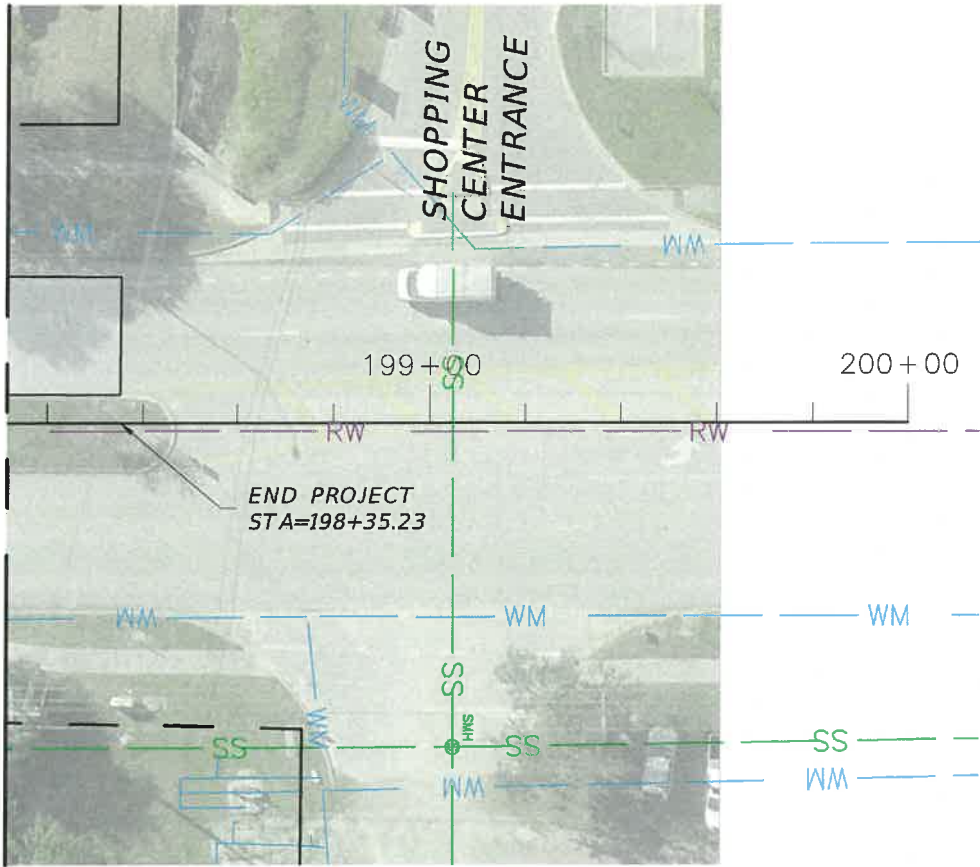 SHOPPING
CENTER
ENTRANCE
WM
WM
WM
199+00
200+00
SS
RW
RW
END PROJECT
STA=198+35.23
WM
WM
WM
SS
SMH
WM
SS
SS
SS
WM
WM